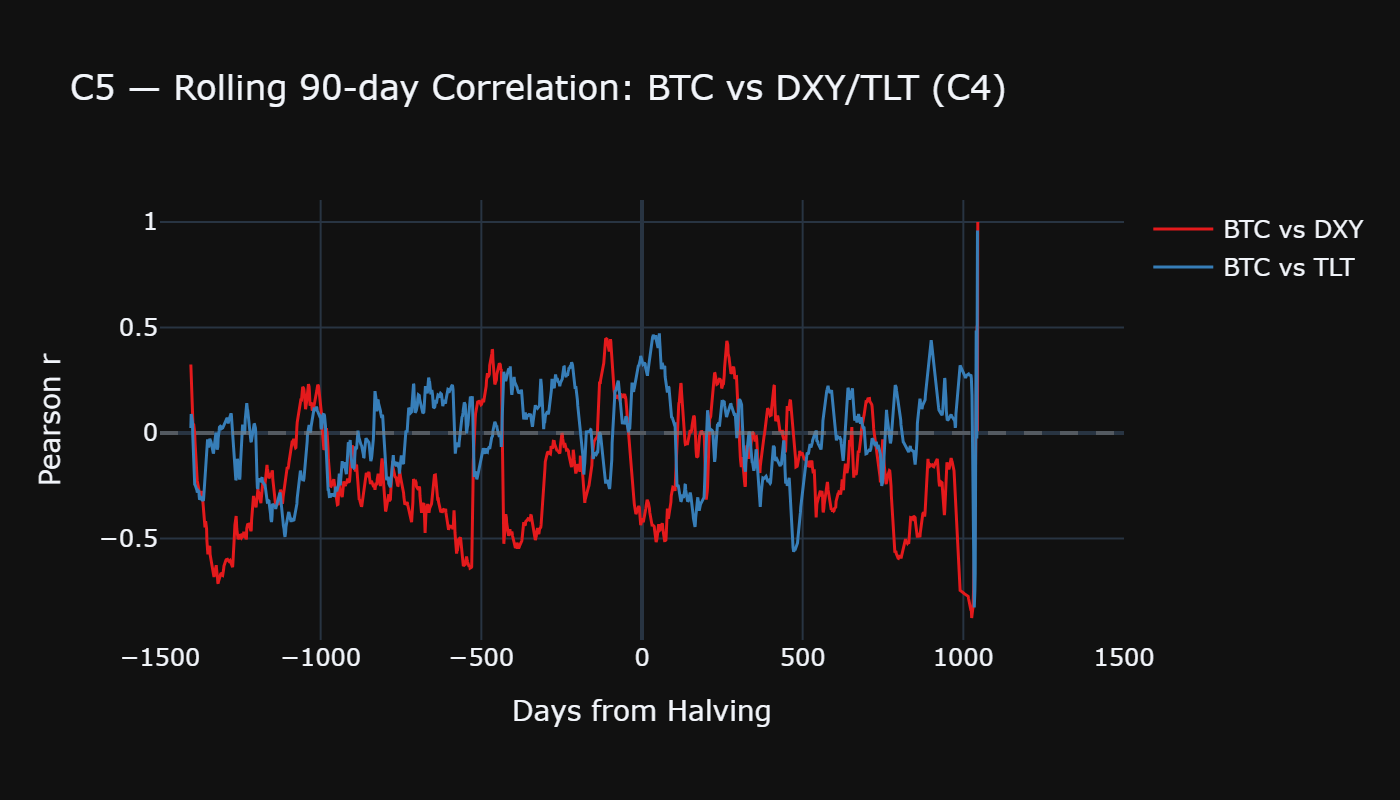 C5 — Rolling 90-day Correlation: BTC vs DXY/TLT (C4)
BTC vs DXY
BTC vs TLT
Pearson r
1
0.5
0
−0.5
−1500
−1000
−500
0
500
1000
1500
Days from Halving